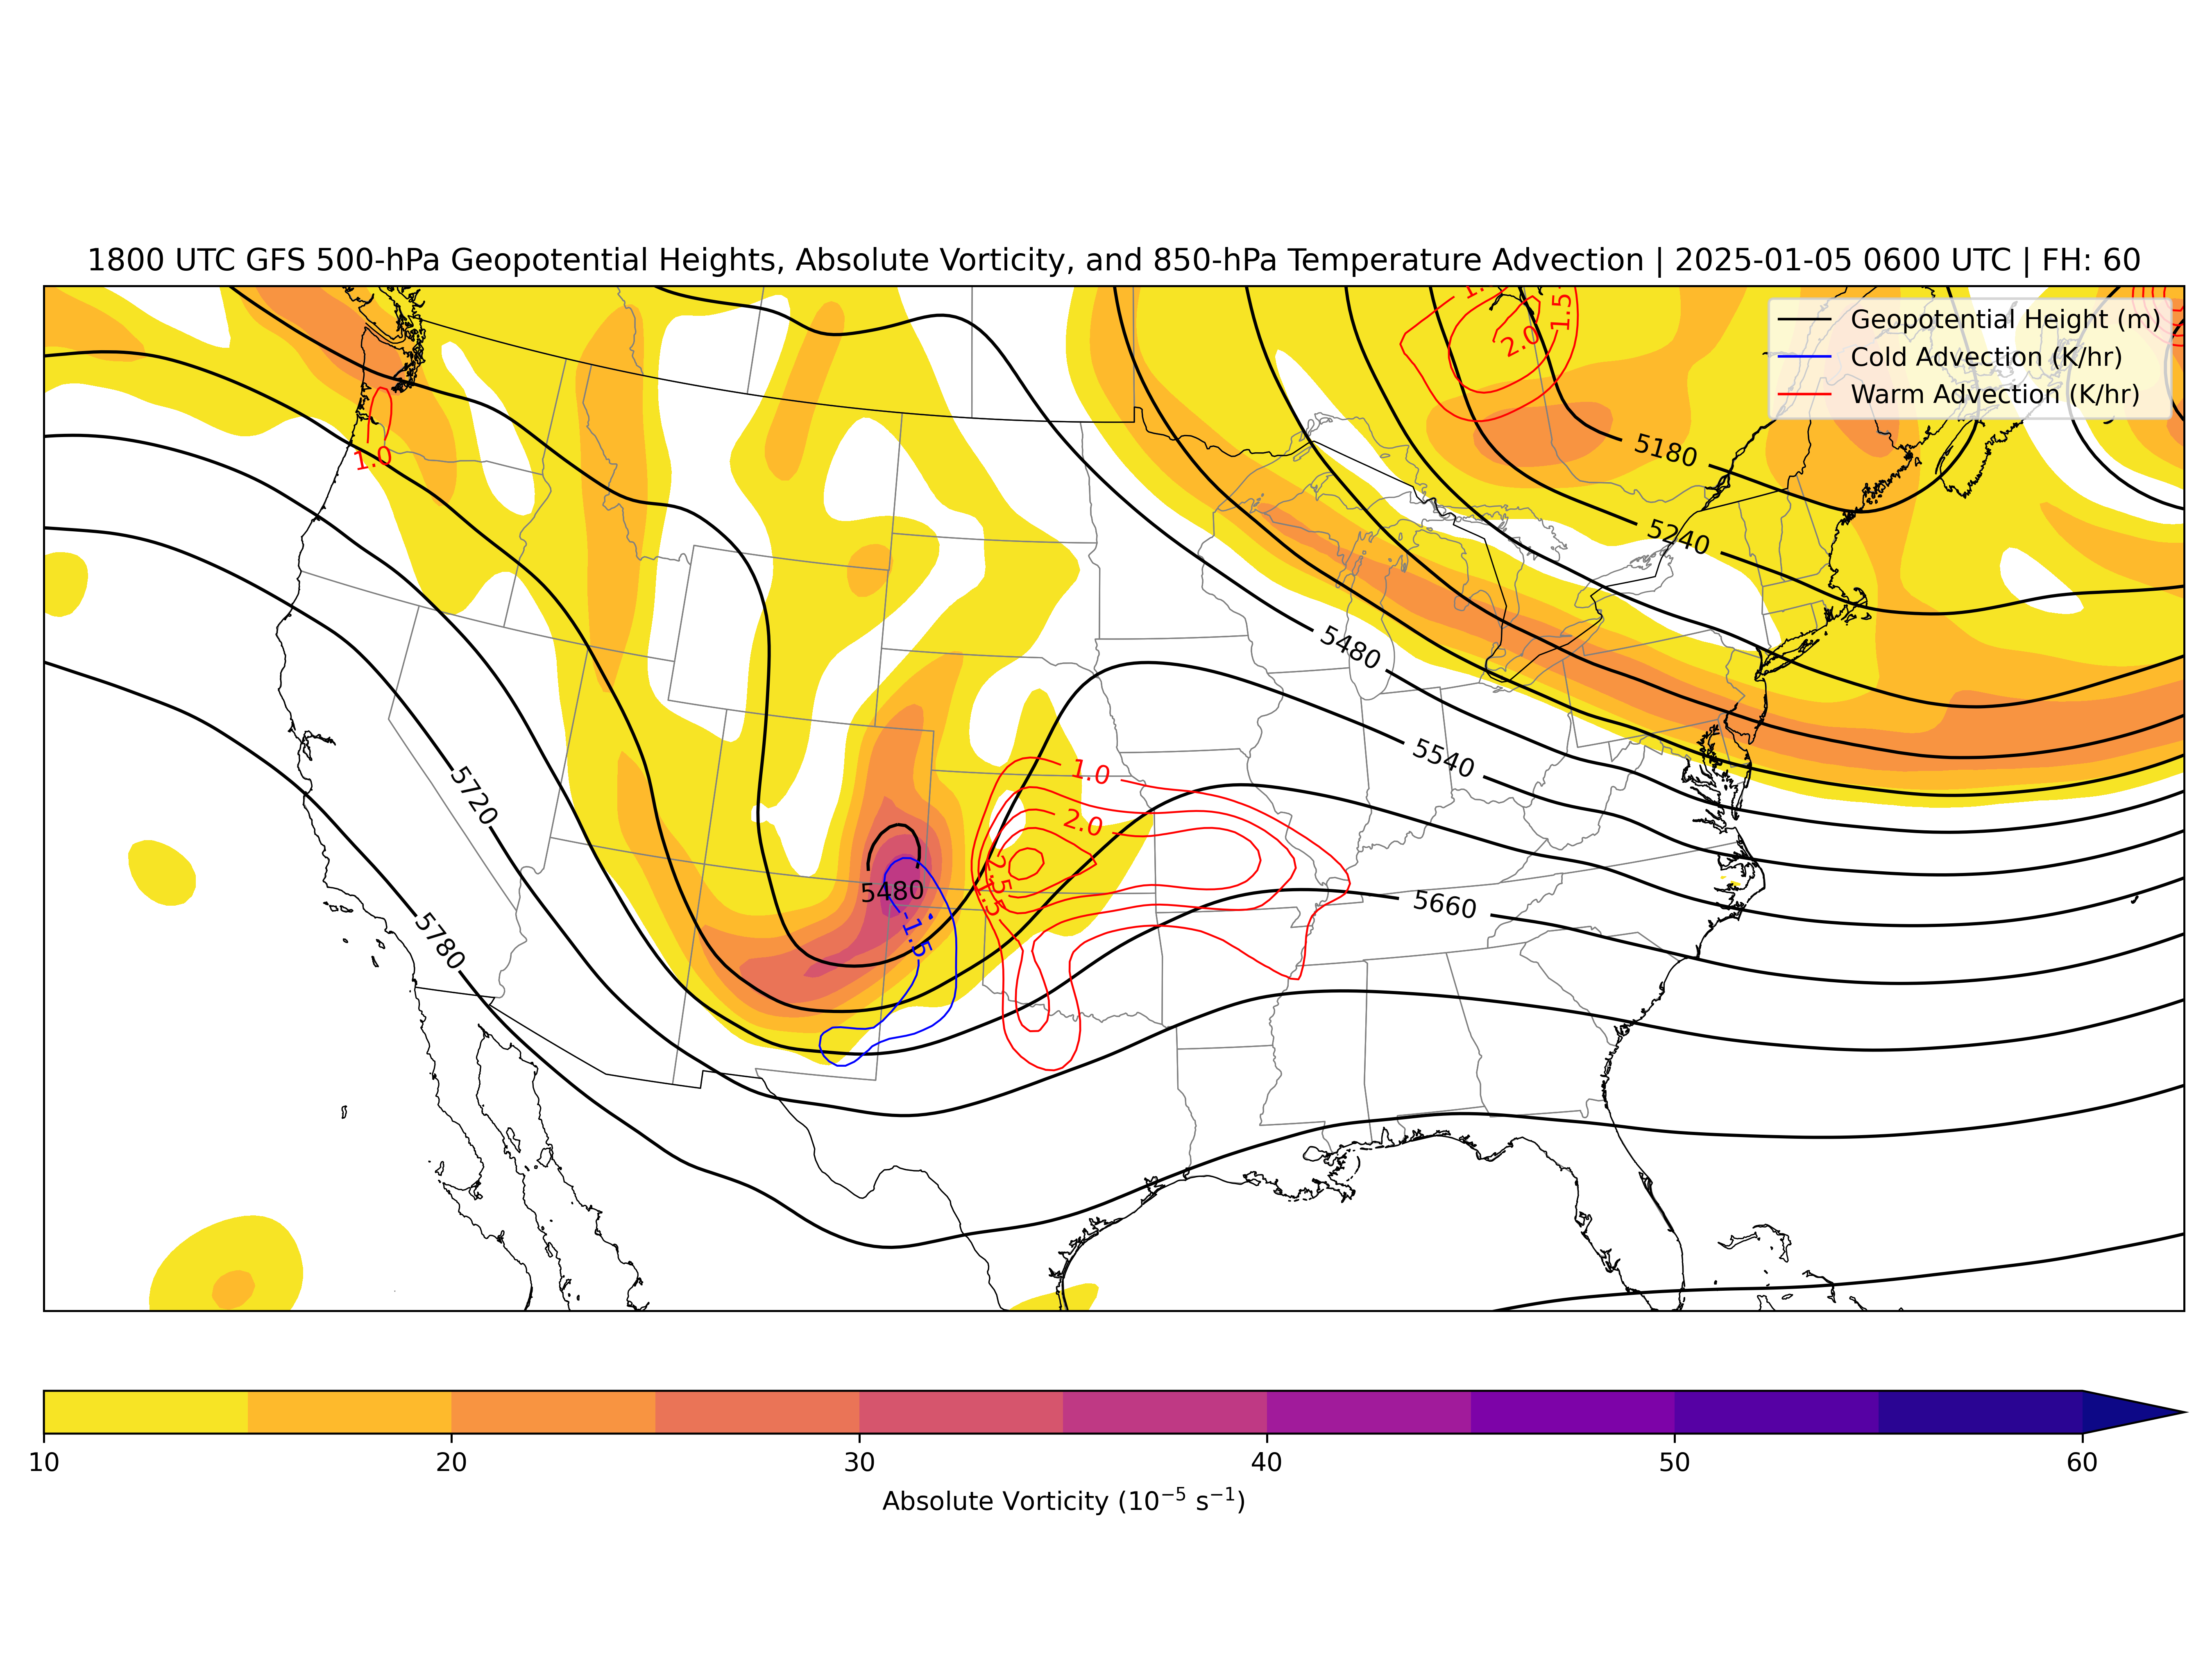 1800 UTC GFS 500-hPa Geopotential Heights, Absolute Vorticity, and 850-hPa Temperature Advection | 2025-01-05 0600 UTC | FH: 60
Geopotential Height (m)
Cold Advection (K/hr)
Warm Advection (K/hr)
1.5
2.0
5180
1.0
5240
5480
5540
1.0
5720
2.0
2.5
1.5
5480
5660
-1.5
5780
10 20 30 40 50 60
Absolute Vorticity (10⁻⁵ s⁻¹)